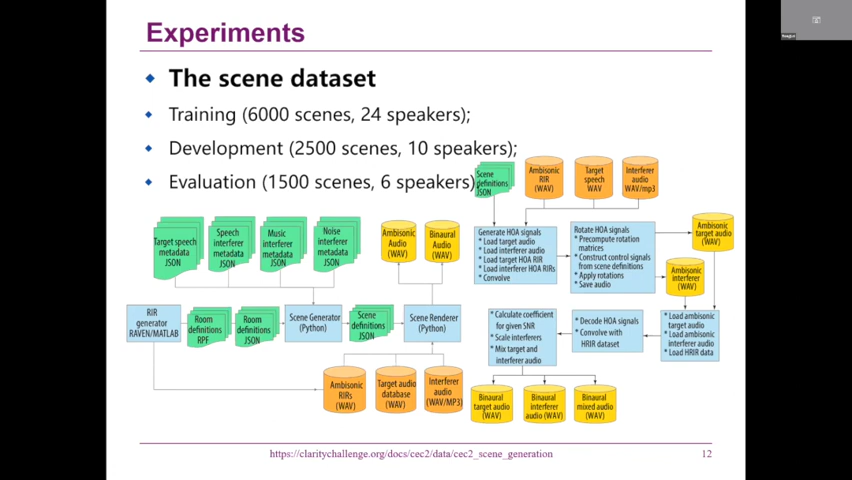 Experiments
The scene dataset
Training (6000 scenes, 24 speakers);
Development (2500 scenes, 10 speakers);
Evaluation (1500 scenes, 6 speakers)
Target speech
metadata
JSON
Speech
interferer
metadata
JSON
Music
interferer
metadata
JSON
Noise
interferer
metadata
JSON
Ambisonic
Audio
(WAV)
Binaural
Audio
(WAV)
RIR
generator
RAVEN/MATLAB
Room
definitions
RPF
Room
definitions
JSON
Scene Generator
(Python)
Scene
definitions
JSON
Scene Renderer
(Python)
Ambisonic
RIRs
(WAV)
Target audio
database
(WAV)
Interferer
audio
(WAV/MP3)
Scene
definitions
JSON
Ambisonic
RIR
(WAV)
Target
speech
WAV
Interferer
audio
WAV/mp3
Generate HOA signals
* Load target audio
* Load interferer audio
* Load target HOA RIR
* Load interferer HOA RIRs
* Convolve
Rotate HOA signals
* Precompute rotation
matrices
* Construct control signals
from scene definitions
* Apply rotations
* Save audio
Ambisonic
target audio
(WAV)
Ambisonic
interferer
(WAV)
* Load ambisonic
target audio
* Load ambisonic
interferer audio
* Load HRIR data
* Decode HOA signals
* Convolve with
HRIR dataset
* Calculate coefficient
for given SNR
* Scale interferers
* Mix target and
interferer audio
Binaural
target audio
(WAV)
Binaural
interferer
audio (WAV)
Binaural
mixed audio
(WAV)
https://claritychallenge.org/docs/cec2/data/cec2_scene_generation
12